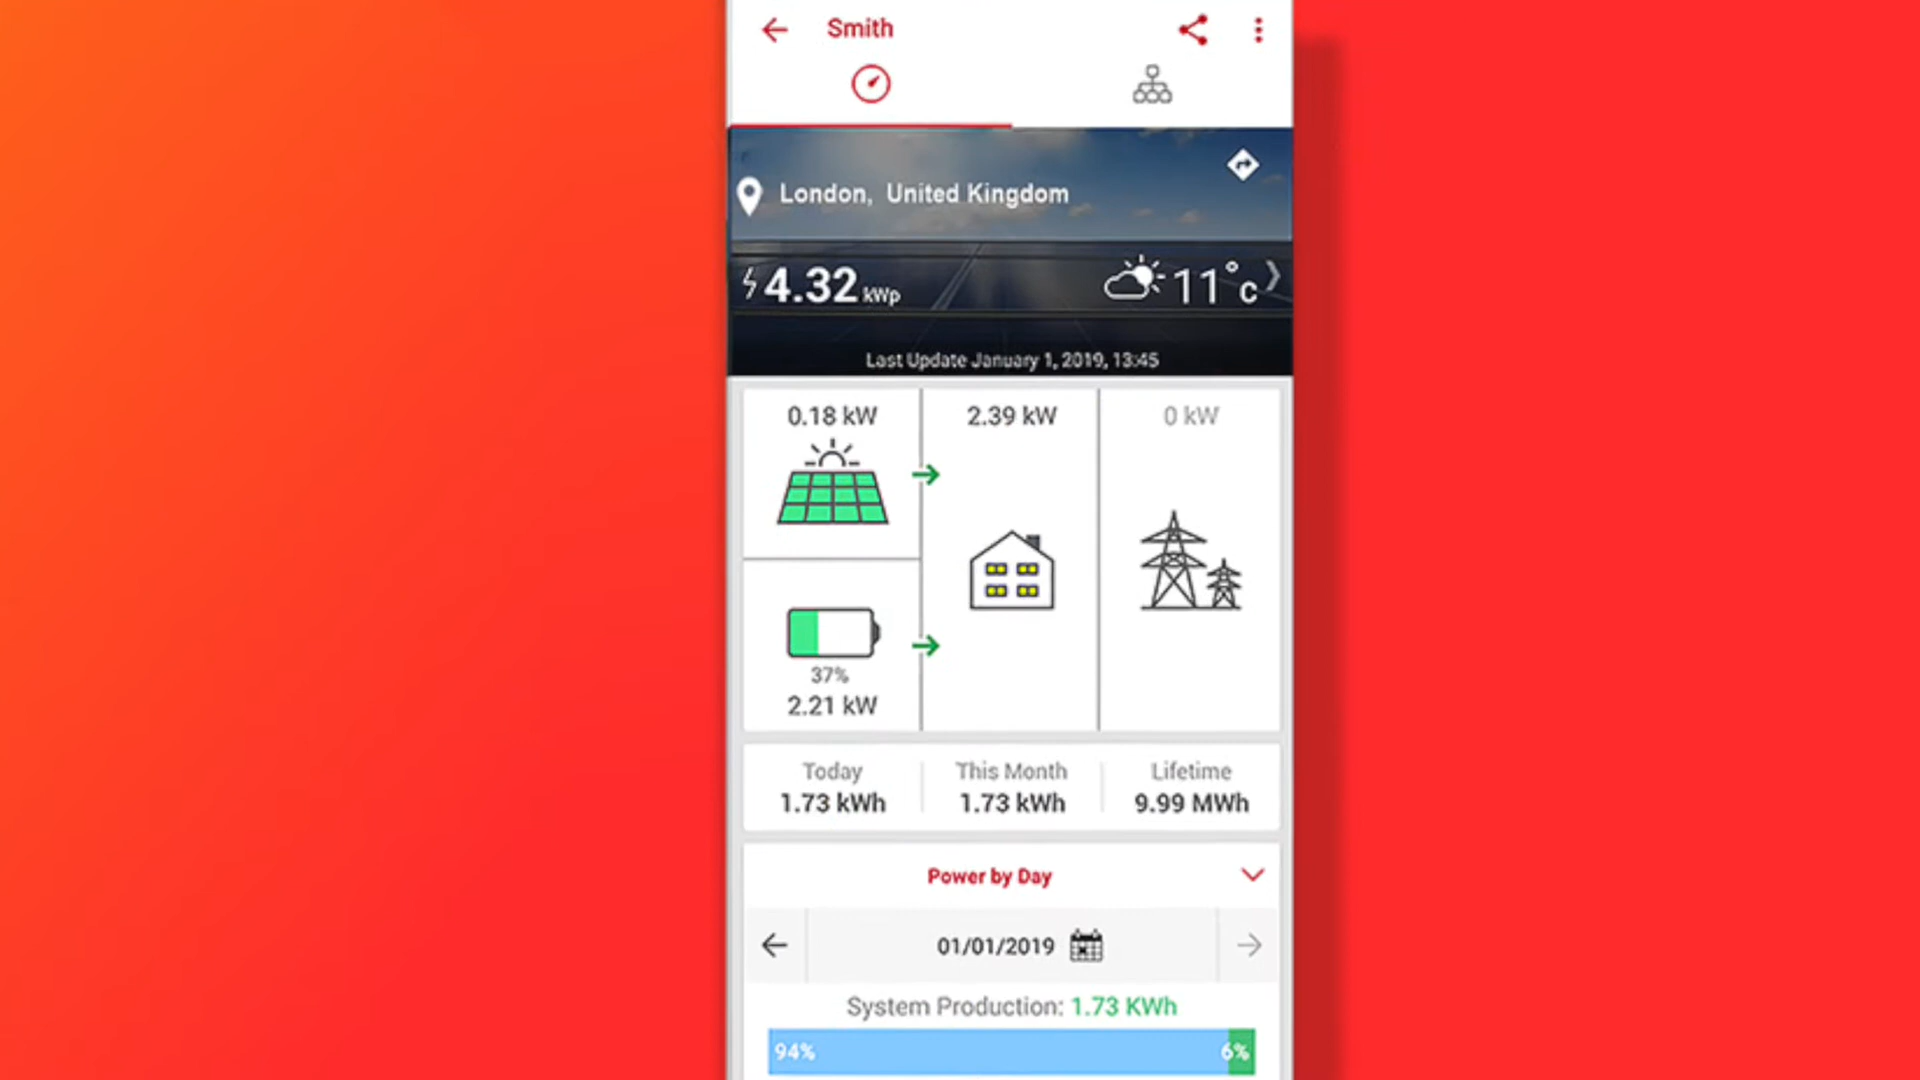 Smith
London, United Kingdom
4.32 kWp
11°c
Last Update January 1, 2019, 13:45
0.18 kW
2.39 kW
0 kW
37%
2.21 kW
Today
1.73 kWh
This Month
1.73 kWh
Lifetime
9.99 MWh
Power by Day
01/01/2019
System Production: 1.73 KWh
94%
6%